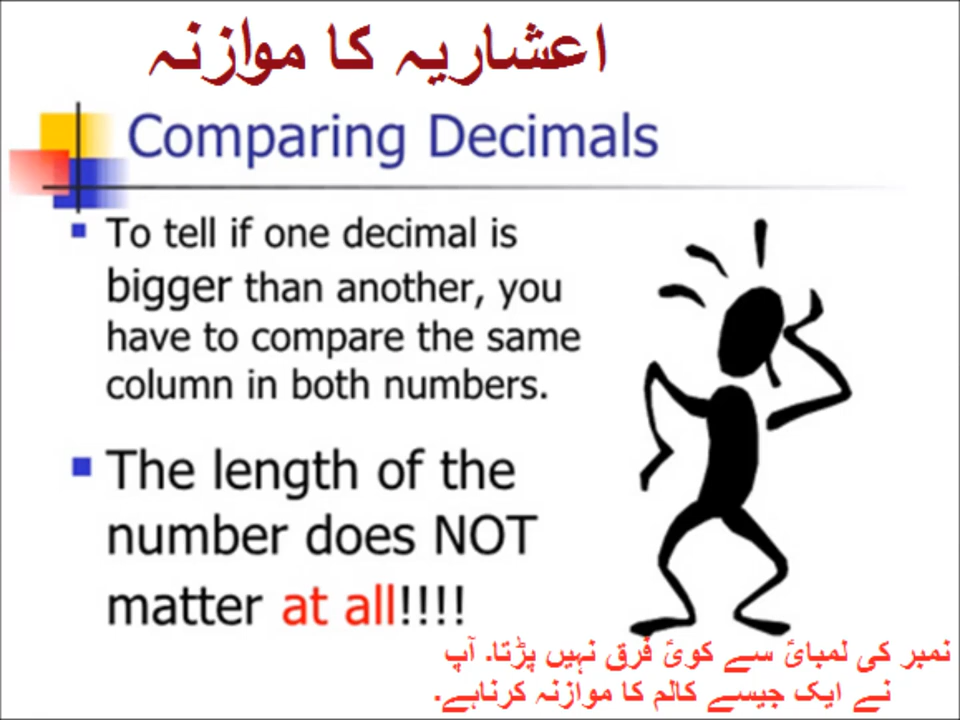 اعشاریہ کا موازنہ
Comparing Decimals
To tell if one decimal is
bigger than another, you
have to compare the same
column in both numbers.
The length of the
number does NOT
matter at all!!!!
نمبر کی لمبائ سے کوئ فرق نہیں پڑتا۔ آپ
نے ایک جیسے کالم کا موازنہ کرناہے۔